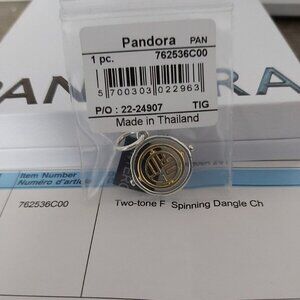 PANDORA
Pandora PAN
1 pc. 762536C00
5 700303 022963
P/O : 22-24907 TIG
Made in Thailand
Item Number
Numéro d'article
762536C00 Two-tone F Spinning Dangle Ch